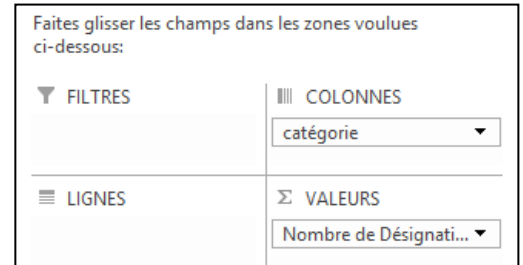 Faites glisser les champs dans les zones voulues
ci-dessous:
FILTRES
COLONNES
catégorie
LIGNES
Σ VALEURS
Nombre de Désignati...